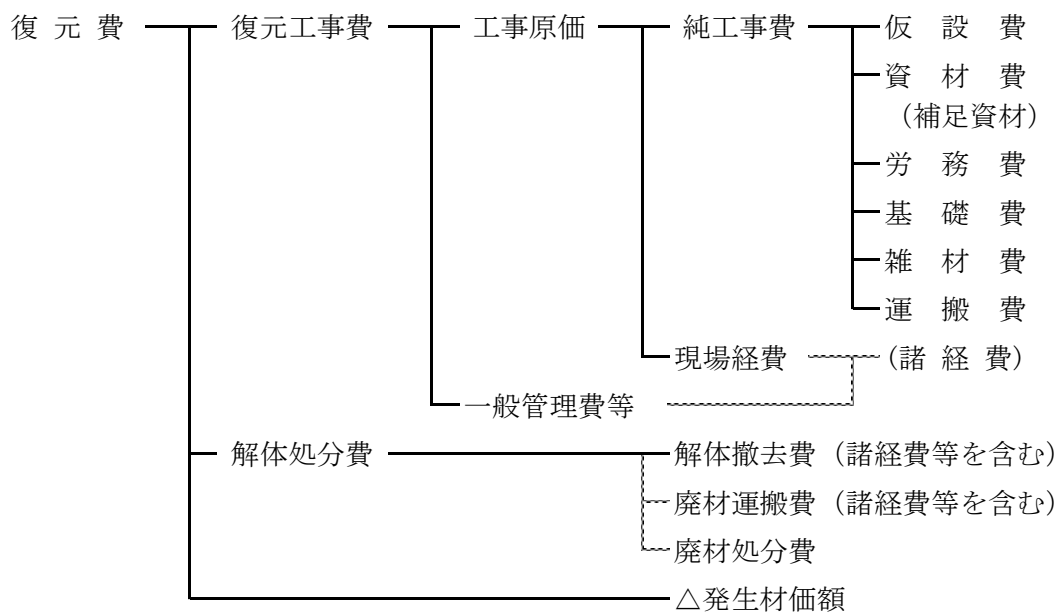 復元費 復元工事費 工事原価 純工事費 仮設費
資材費
（補足資材）
労務費
基礎費
雑材費
運搬費
現場経費 （諸経費）
一般管理費等
解体処分費 解体撤去費（諸経費等を含む）
廃材運搬費（諸経費等を含む）
廃材処分費
△発生材価額